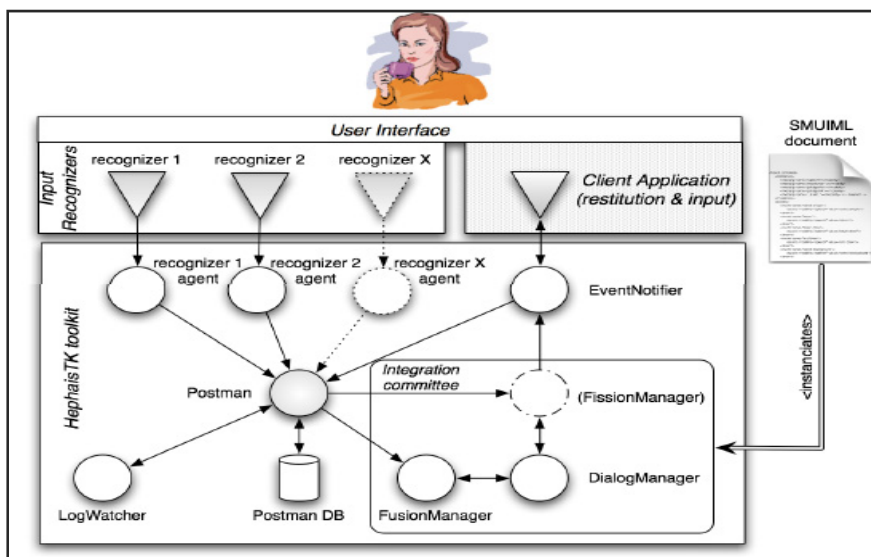 User Interface
SMUIML
document
Input
Recognizers
recognizer 1
recognizer 2
recognizer X
Client Application
(restitution & input)
HephaisTK toolkit
recognizer 1
agent
recognizer 2
agent
recognizer X
agent
EventNotifier
<instanciates>
Integration
committee
Postman
(FissionManager)
LogWatcher
Postman DB
FusionManager
DialogManager